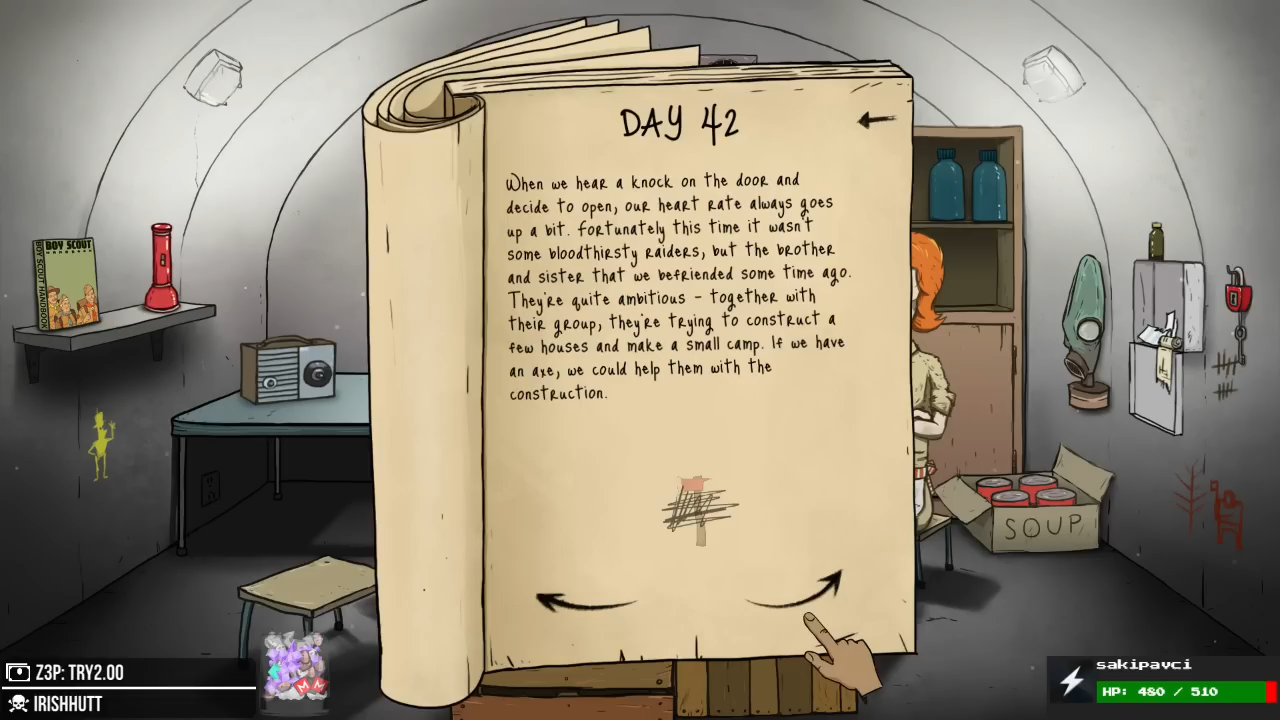 DAY 42
When we hear a knock on the door and
decide to open, our heart rate always goes
up a bit. Fortunately this time it wasn't
some bloodthirsty raiders, but the brother
and sister that we befriended some time ago.
They're quite ambitious - together with
their group, they're trying to construct a
few houses and make a small camp. If we have
an axe, we could help them with the
construction.
BOY SCOUT
BOY SCOUT HANDBOOK
SOUP
Z3P: TRY2.00
IRISHHUTT
sakipavci
HP: 480 / 510